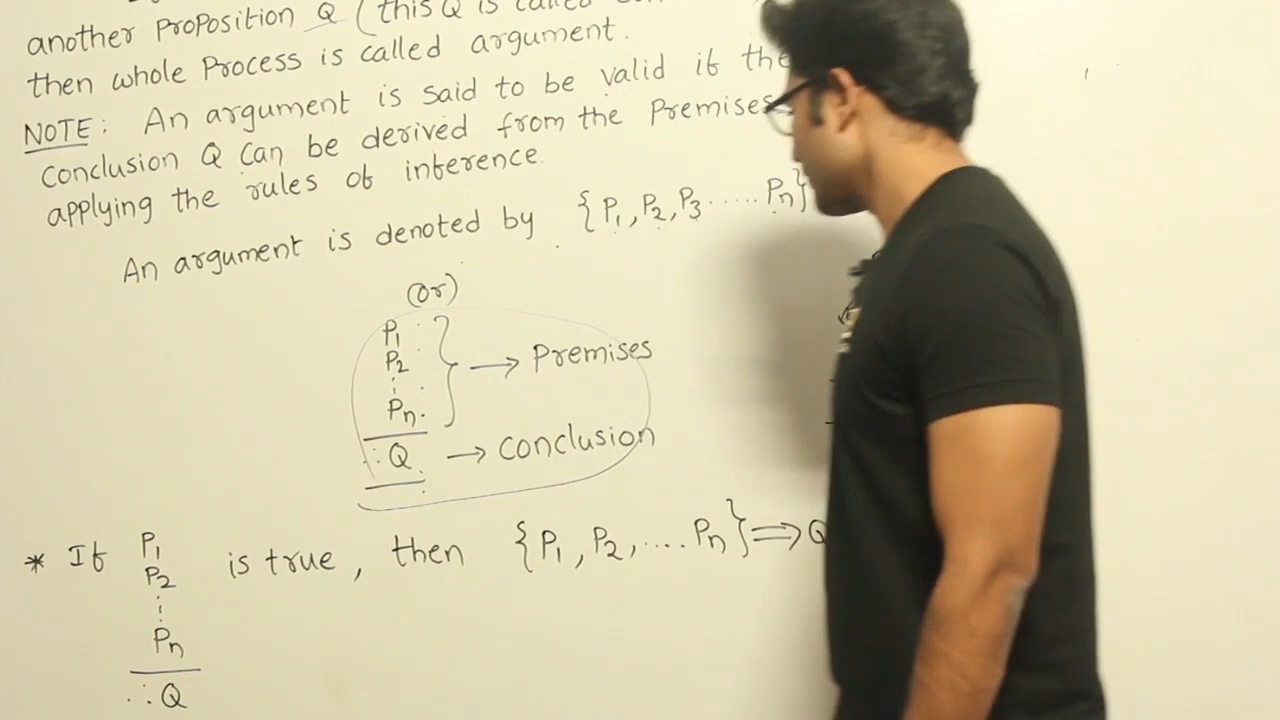 another Proposition Q (this Q is called
then whole Process is called argument.
NOTE: An argument is said to be valid if the
Conclusion Q can be derived from the Premises
applying the rules of inference.
An argument is denoted by {P1, P2, P3.....Pn}
(or)
P1
P2
⋮
Pn
} → Premises
∴ Q → Conclusion
* If P1 is true, then {P1, P2,....Pn} ⇒ Q
P2
⋮
Pn
∴ Q